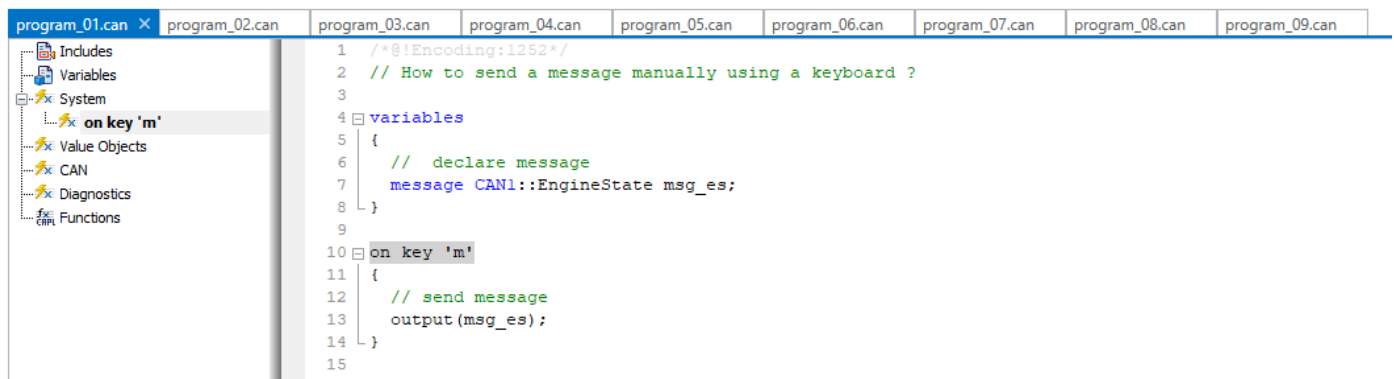 program_01.can × program_02.can program_03.can program_04.can program_05.can program_06.can program_07.can program_08.can program_09.can
Includes
Variables
System
on key 'm'
Value Objects
CAN
Diagnostics
Functions
1 /*@!Encoding:1252*/
2 // How to send a message manually using a keyboard ?
3
4 variables
5 {
6 // declare message
7 message CAN1::EngineState msg_es;
8 }
9
10 on key 'm'
11 {
12 // send message
13 output(msg_es);
14 }
15